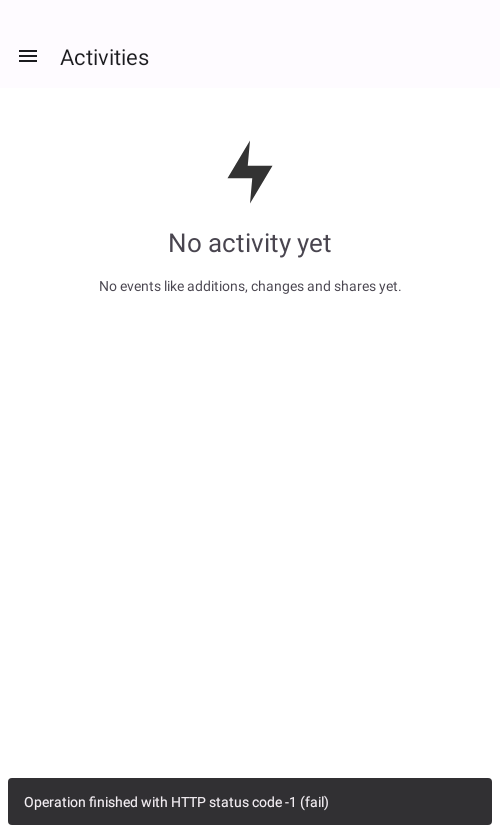 Activities
No activity yet
No events like additions, changes and shares yet.
Operation finished with HTTP status code -1 (fail)